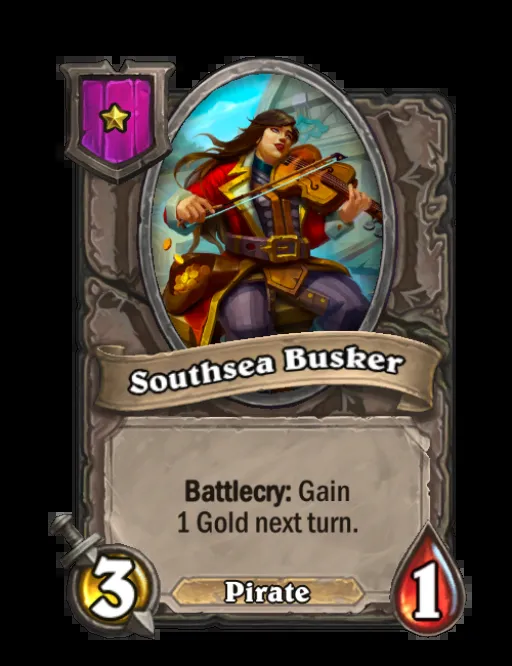 Southsea Busker
Battlecry: Gain
1 Gold next turn.
3
Pirate
1